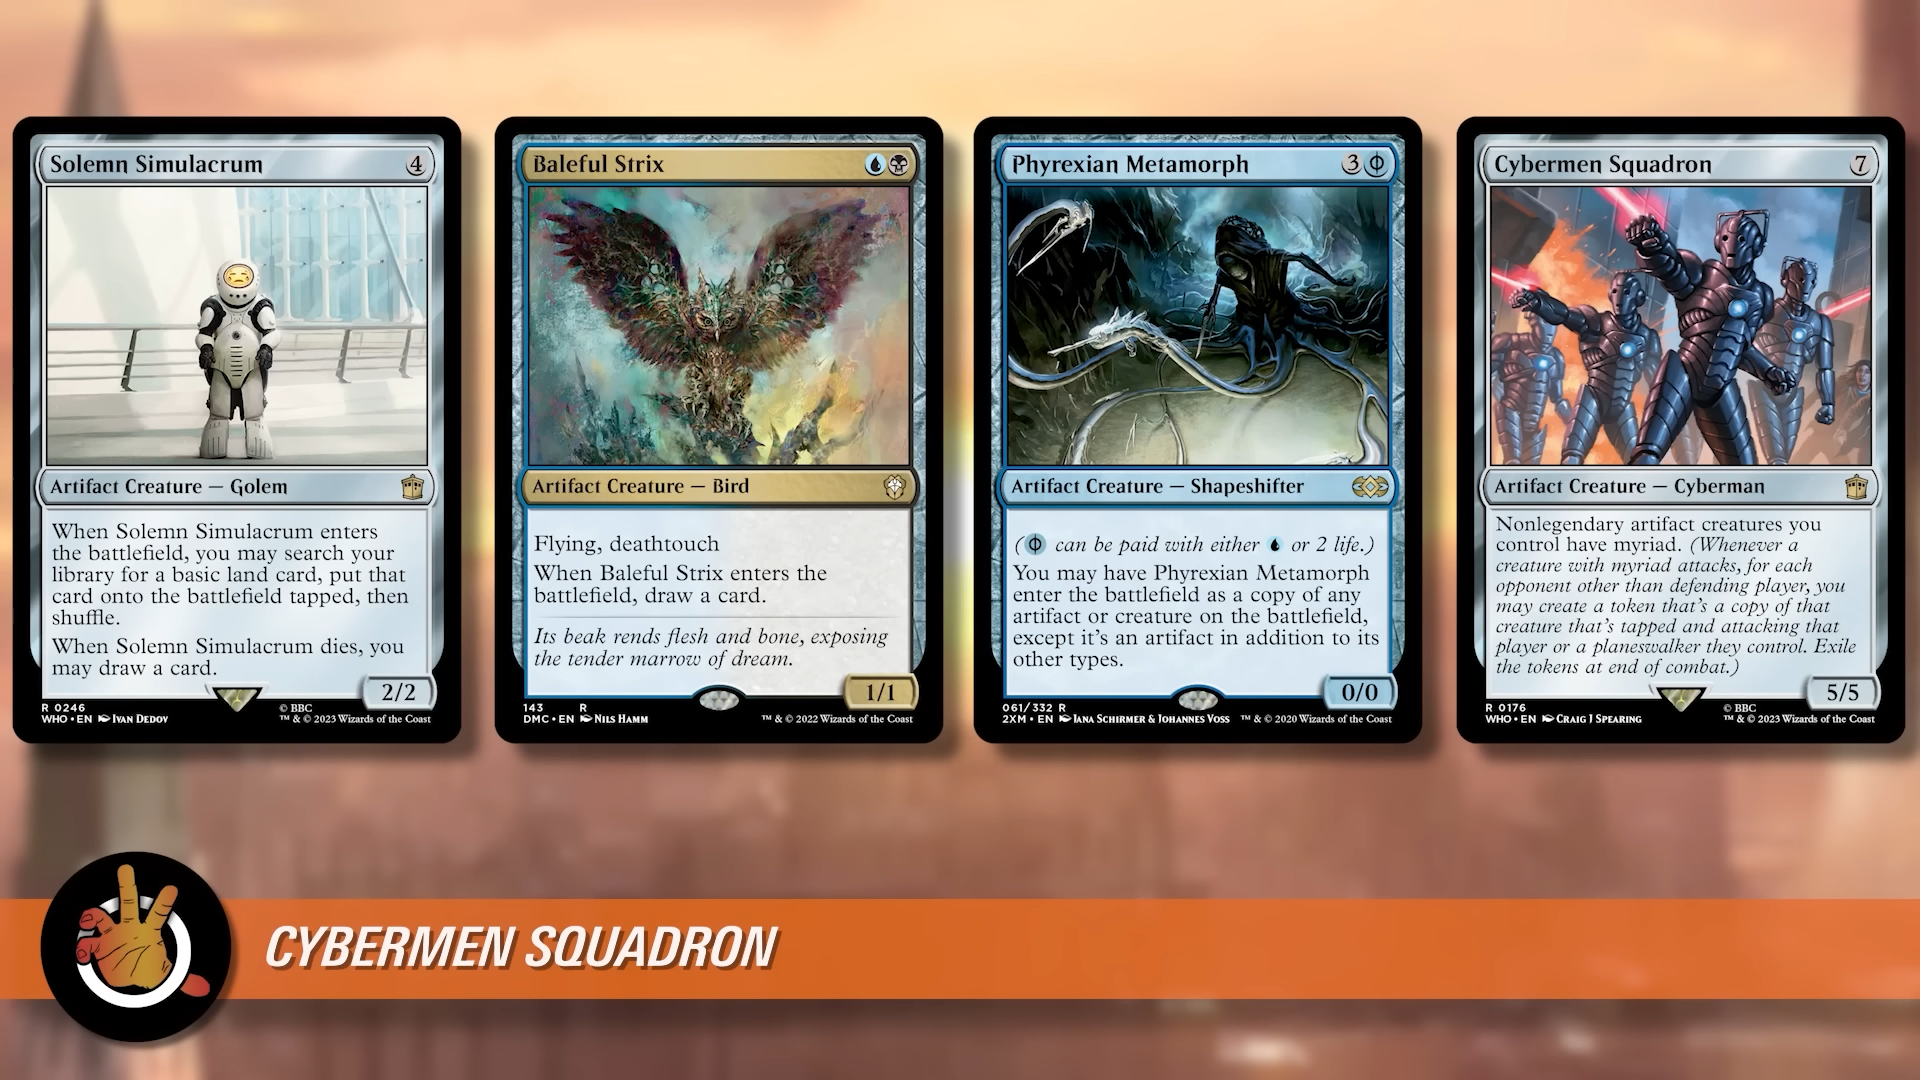 Solemn Simulacrum 4
Artifact Creature — Golem
When Solemn Simulacrum enters
the battlefield, you may search your
library for a basic land card, put that
card onto the battlefield tapped, then
shuffle.
When Solemn Simulacrum dies, you
may draw a card.
2/2
R 0246
WHO • EN Ivan Dedov
© BBC
™ & © 2023 Wizards of the Coast
Baleful Strix
Artifact Creature — Bird
Flying, deathtouch
When Baleful Strix enters the
battlefield, draw a card.
Its beak rends flesh and bone, exposing
the tender marrow of dream.
1/1
143 R
DMC • EN Nils Hamm
™ & © 2022 Wizards of the Coast
Phyrexian Metamorph 3
Artifact Creature — Shapeshifter
( can be paid with either or 2 life.)
You may have Phyrexian Metamorph
enter the battlefield as a copy of any
artifact or creature on the battlefield,
except it's an artifact in addition to its
other types.
0/0
061/332 R
2XM • EN Jana Schirmer & Johannes Voss
™ & © 2020 Wizards of the Coast
Cybermen Squadron 7
Artifact Creature — Cyberman
Nonlegendary artifact creatures you
control have myriad. (Whenever a
creature with myriad attacks, for each
opponent other than defending player, you
may create a token that's a copy of that
creature that's tapped and attacking that
player or a planeswalker they control. Exile
the tokens at end of combat.)
5/5
R 0176
WHO • EN Craig J Spearing
© BBC
™ & © 2023 Wizards of the Coast
CYBERMEN SQUADRON